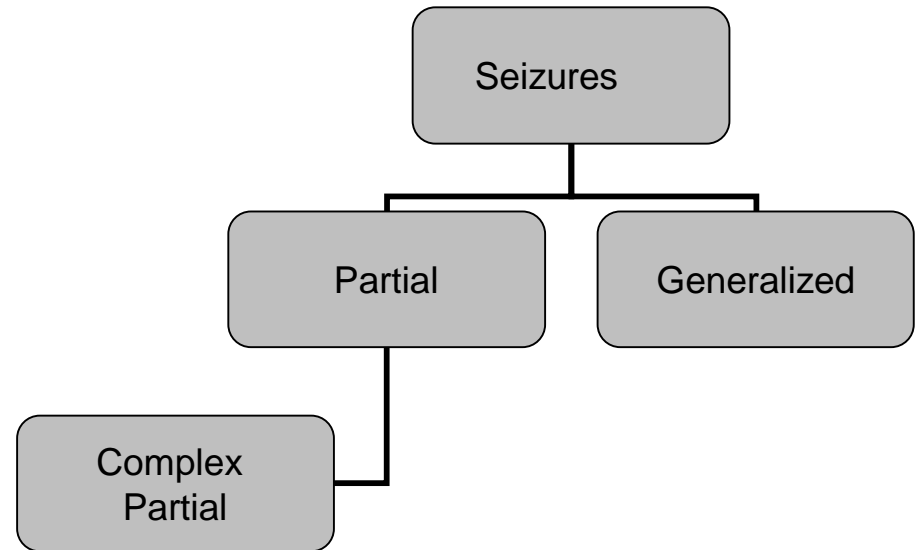 Seizures
Partial
Generalized
Complex
Partial